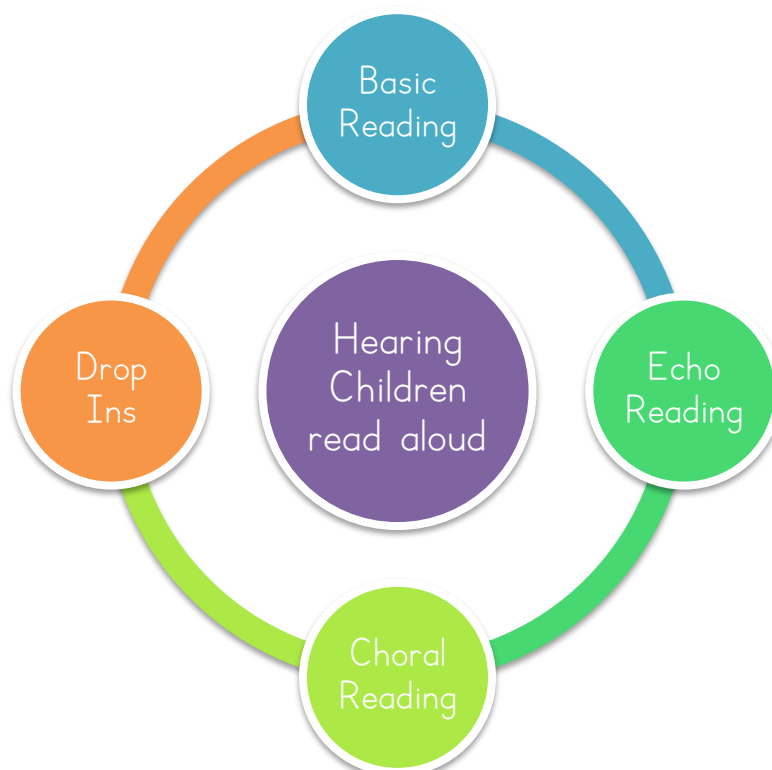 Basic
Reading
Drop
Ins
Hearing
Children
read aloud
Echo
Reading
Choral
Reading